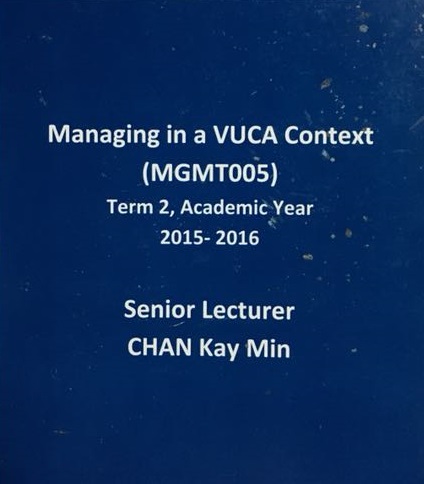 Managing in a VUCA Context
(MGMT005)
Term 2, Academic Year
2015- 2016
Senior Lecturer
CHAN Kay Min